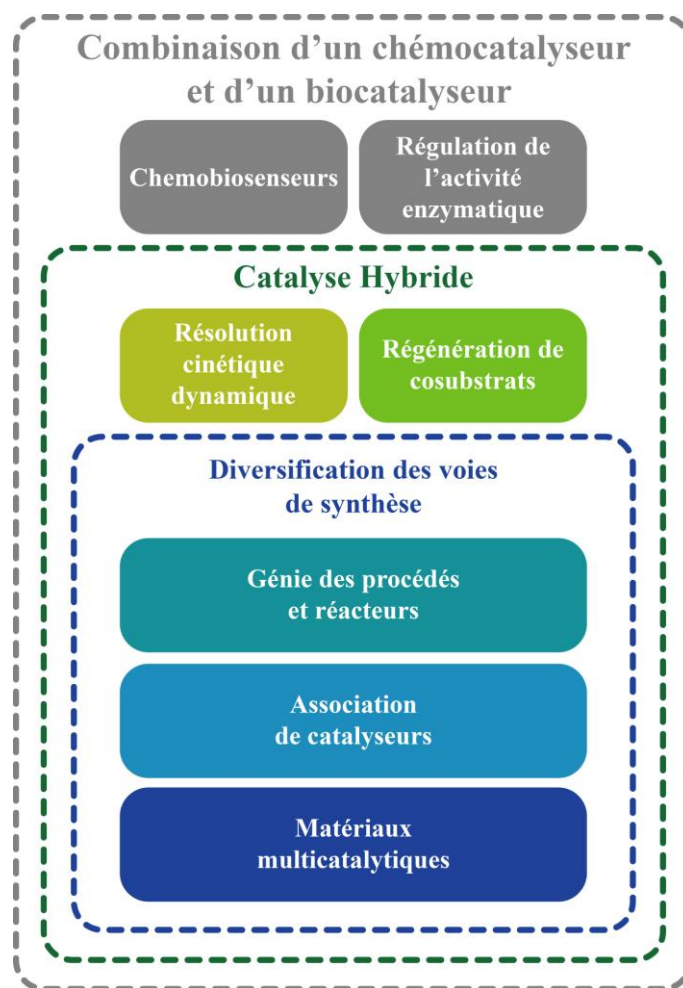 Combinaison d’un chémocatalyseur
et d’un biocatalyseur
Chemobiosenseurs
Régulation de
l’activité
enzymatique
Catalyse Hybride
Résolution
cinétique
dynamique
Régénération de
cosubstrats
Diversification des voies
de synthèse
Génie des procédés
et réacteurs
Association
de catalyseurs
Matériaux
multicatalytiques